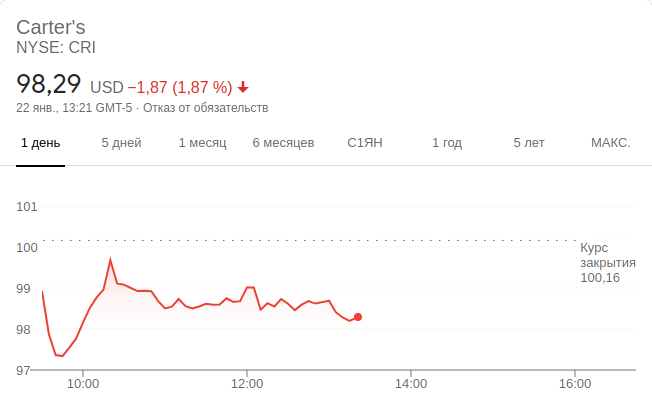 Carter's
NYSE: CRI
98,29 USD −1,87 (1,87 %)
22 янв., 13:21 GMT-5 · Отказ от обязательств
1 день 5 дней 1 месяц 6 месяцев С1ЯН 1 год 5 лет МАКС.
101
100
Курс
закрытия
100,16
99
98
97
10:00 12:00 14:00 16:00